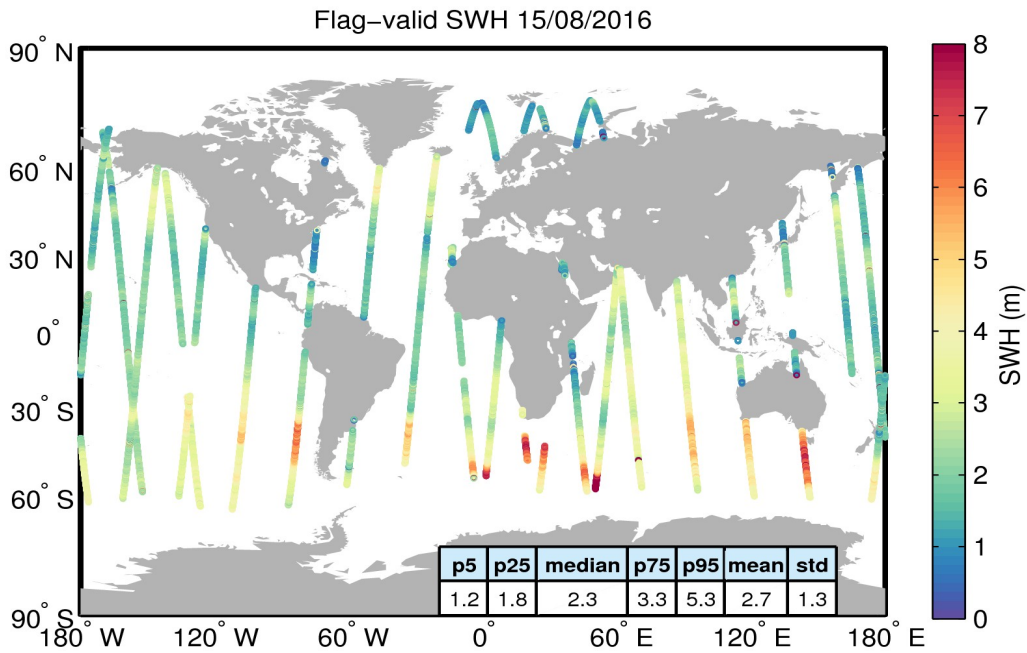 Flag−valid SWH 15/08/2016
90° N
60° N
30° N
0°
30° S
60° S
90° S
180° W
120° W
60° W
0°
60° E
120° E
180° E
p5 p25 median p75 p95 mean std
1.2 1.8 2.3 3.3 5.3 2.7 1.3
8
7
6
5
4
3
2
1
0
SWH (m)